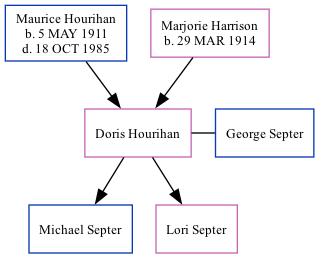 Maurice Hourihan
b. 5 MAY 1911
d. 18 OCT 1985
Marjorie Harrison
b. 29 MAR 1914
Doris Hourihan
George Septer
Michael Septer
Lori Septer